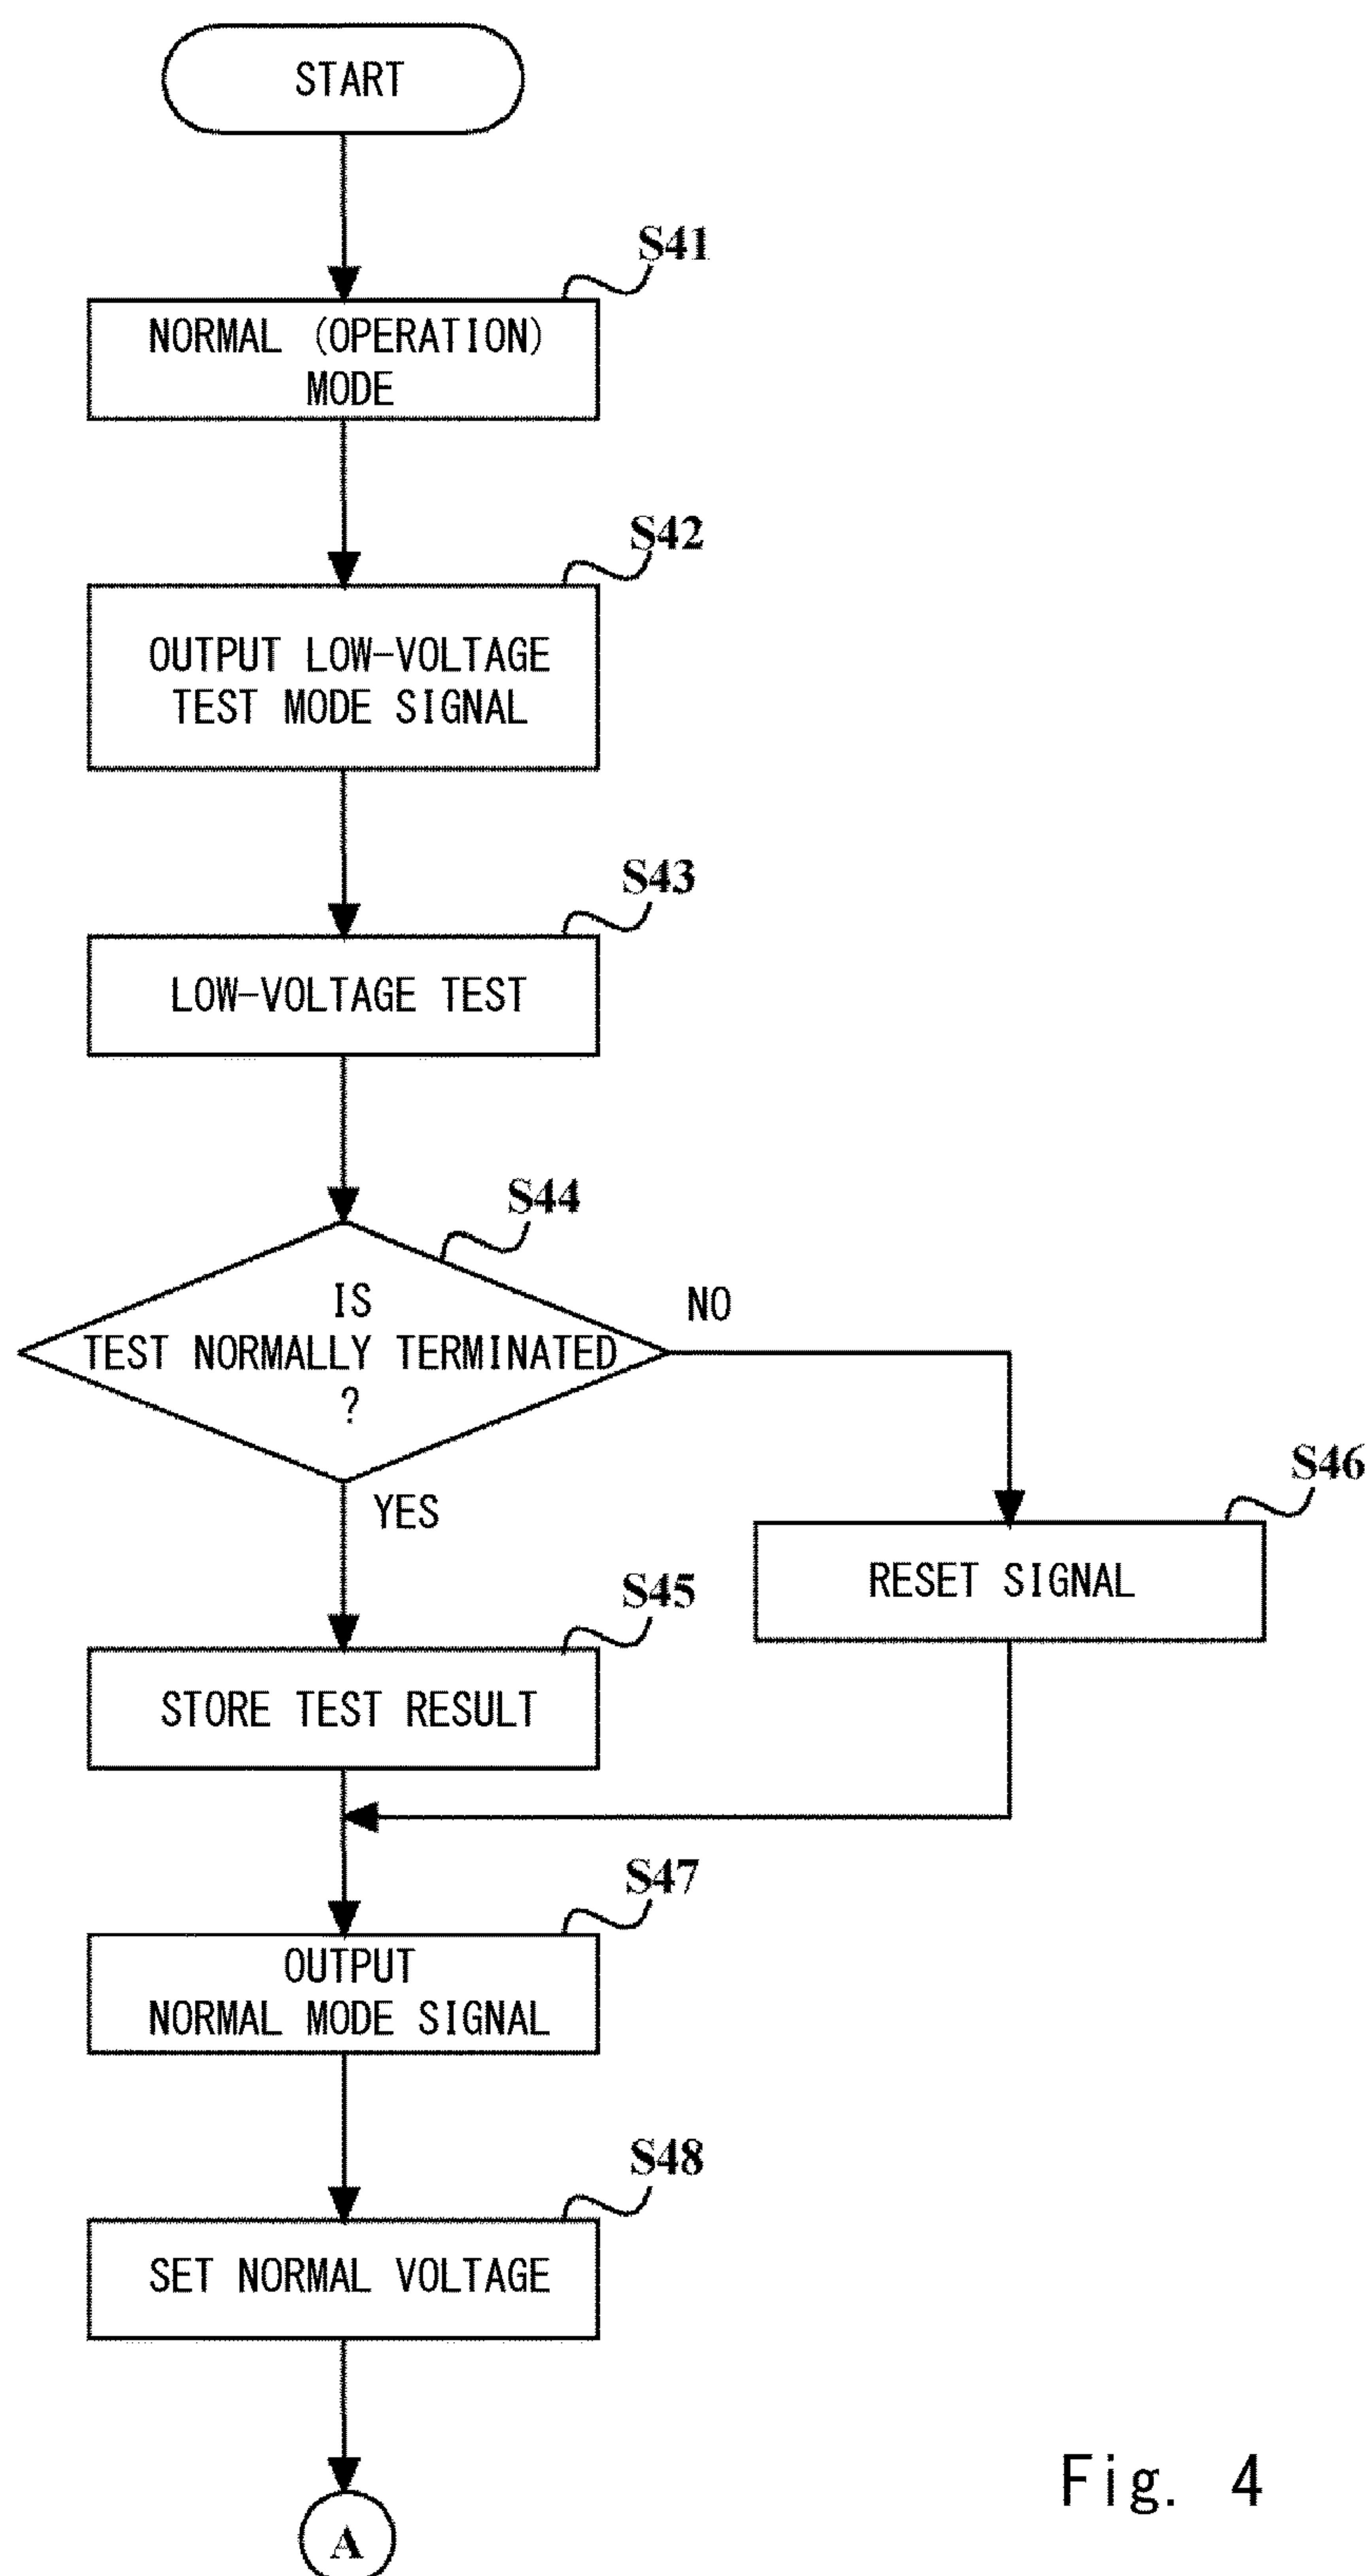 START
S41
NORMAL (OPERATION)
MODE
S42
OUTPUT LOW-VOLTAGE
TEST MODE SIGNAL
S43
LOW-VOLTAGE TEST
S44
IS
TEST NORMALLY TERMINATED
?
NO
YES
S46
RESET SIGNAL
S45
STORE TEST RESULT
S47
OUTPUT
NORMAL MODE SIGNAL
S48
SET NORMAL VOLTAGE
A
Fig. 4